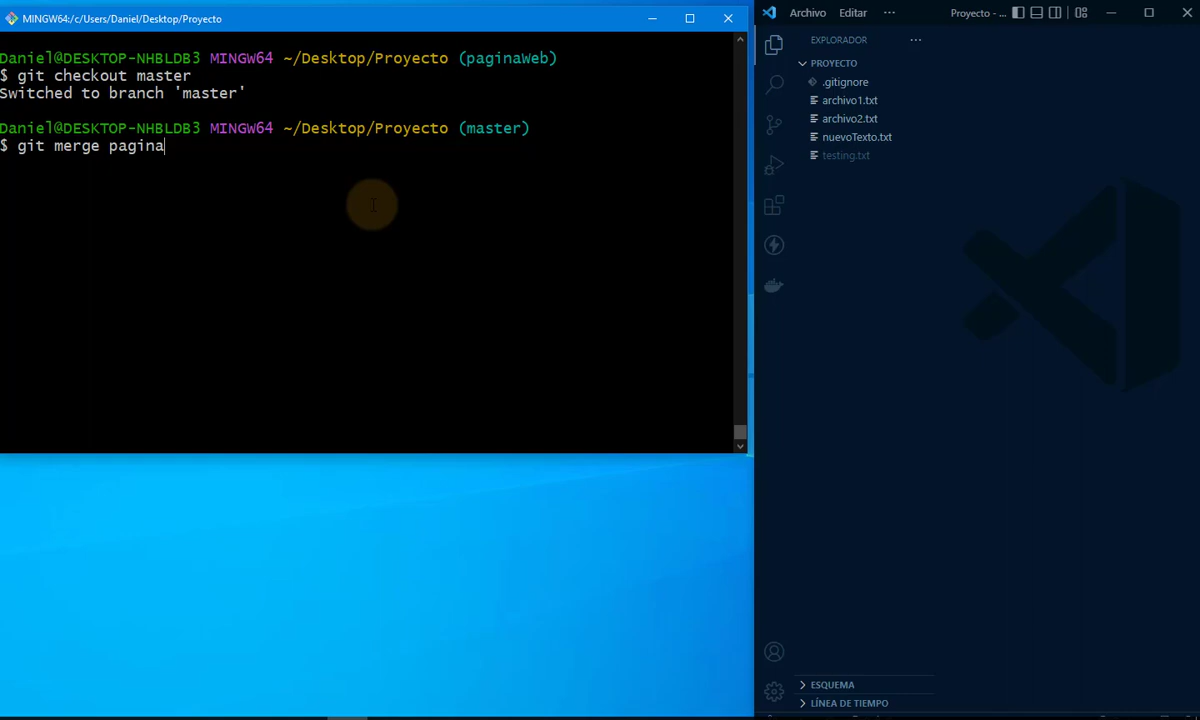 MINGW64:/c/Users/Daniel/Desktop/Proyecto
Daniel@DESKTOP-NHBLDB3 MINGW64 ~/Desktop/Proyecto (paginaWeb)
$ git checkout master
Switched to branch 'master'
Daniel@DESKTOP-NHBLDB3 MINGW64 ~/Desktop/Proyecto (master)
$ git merge pagina
Archivo Editar ··· Proyecto - ...
EXPLORADOR ···
PROYECTO
.gitignore
archivo1.txt
archivo2.txt
nuevoTexto.txt
testing.txt
ESQUEMA
LÍNEA DE TIEMPO